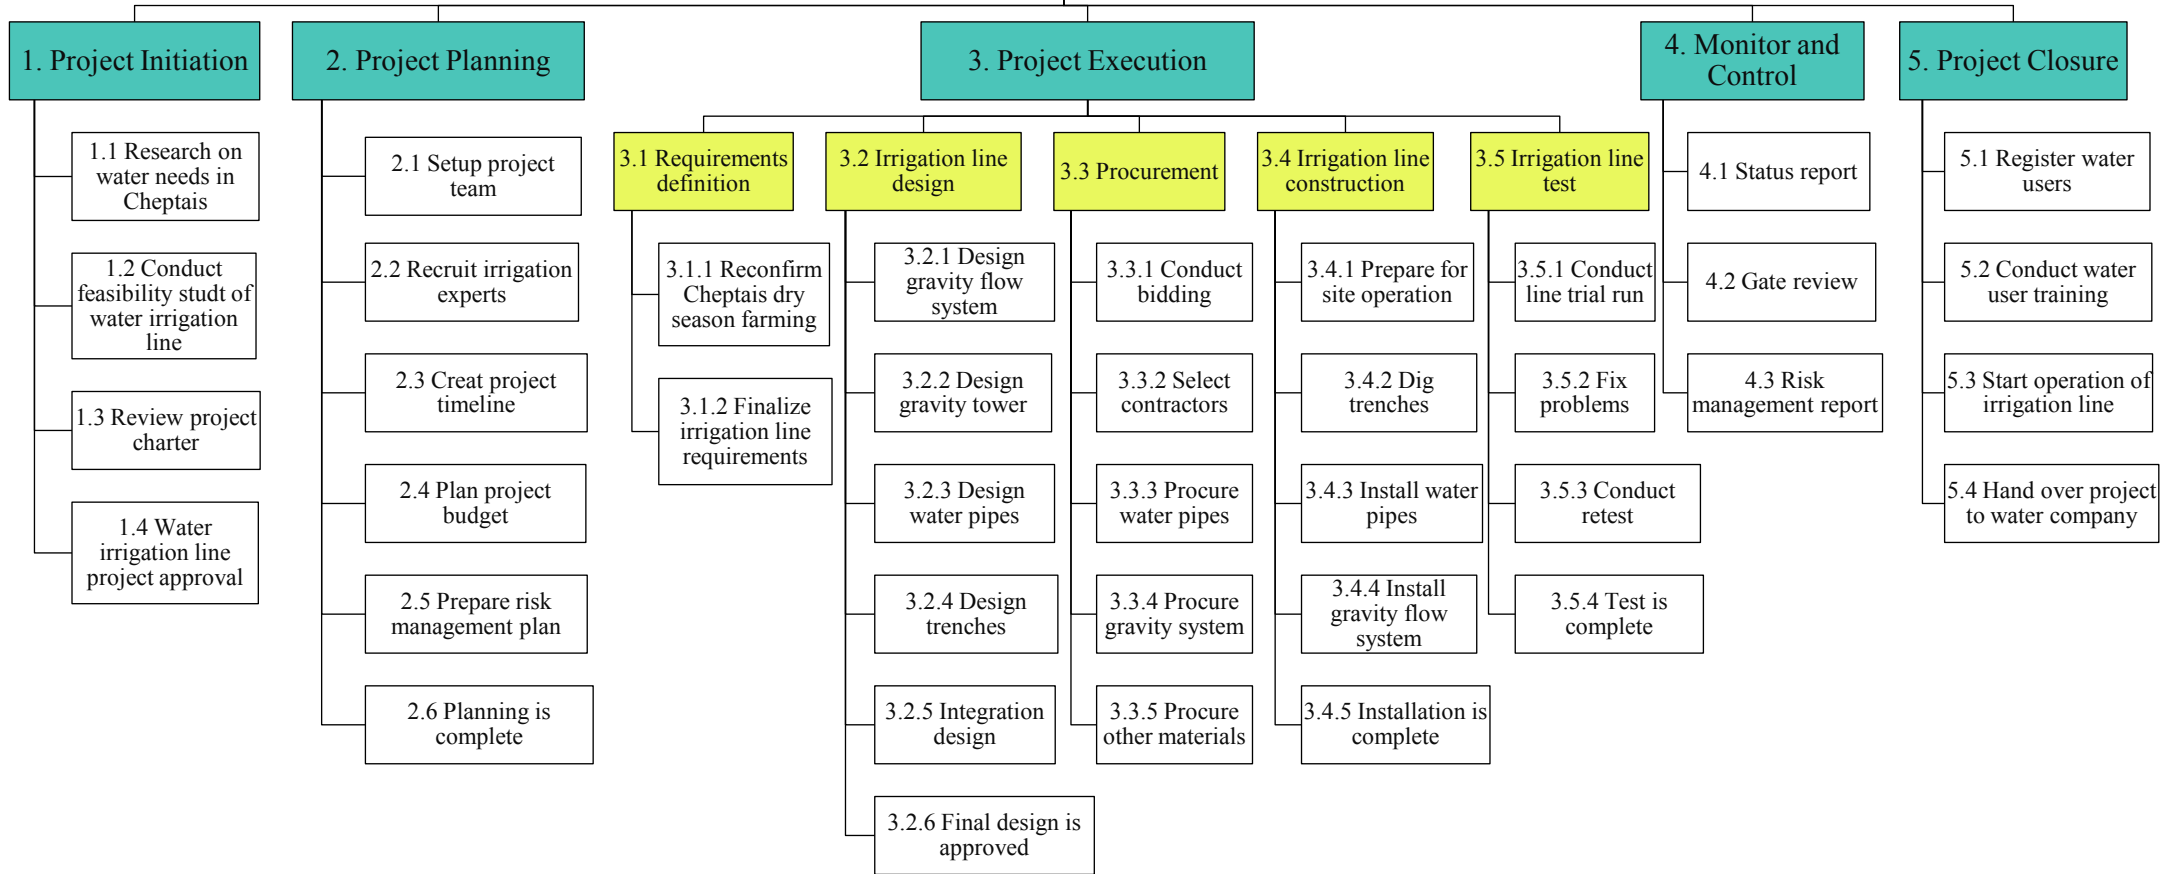 1. Project Initiation
1.1 Research on
water needs in
Cheptais
1.2 Conduct
feasibility studt of
water irrigation
line
1.3 Review project
charter
1.4 Water
irrigation line
project approval
2. Project Planning
2.1 Setup project
team
2.2 Recruit irrigation
experts
2.3 Creat project
timeline
2.4 Plan project
budget
2.5 Prepare risk
management plan
2.6 Planning is
complete
3. Project Execution
3.1 Requirements
definition
3.1.1 Reconfirm
Cheptais dry
season farming
3.1.2 Finalize
irrigation line
requirements
3.2 Irrigation line
design
3.2.1 Design
gravity flow
system
3.2.2 Design
gravity tower
3.2.3 Design
water pipes
3.2.4 Design
trenches
3.2.5 Integration
design
3.2.6 Final design is
approved
3.3 Procurement
3.3.1 Conduct
bidding
3.3.2 Select
contractors
3.3.3 Procure
water pipes
3.3.4 Procure
gravity system
3.3.5 Procure
other materials
3.4 Irrigation line
construction
3.4.1 Prepare for
site operation
3.4.2 Dig
trenches
3.4.3 Install water
pipes
3.4.4 Install
gravity flow
system
3.4.5 Installation is
complete
3.5 Irrigation line
test
3.5.1 Conduct
line trial run
3.5.2 Fix
problems
3.5.3 Conduct
retest
3.5.4 Test is
complete
4. Monitor and
Control
4.1 Status report
4.2 Gate review
4.3 Risk
management report
5. Project Closure
5.1 Register water
users
5.2 Conduct water
user training
5.3 Start operation of
irrigation line
5.4 Hand over project
to water company